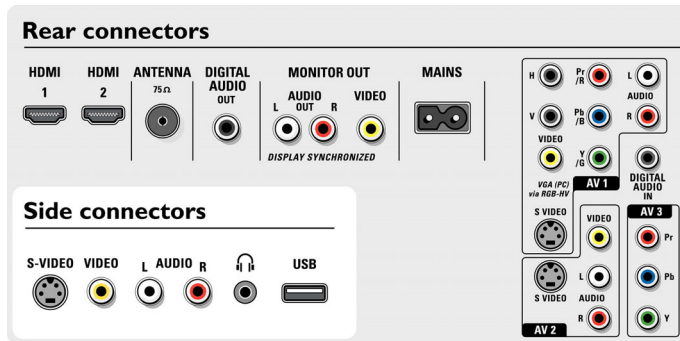 Rear connectors
HDMI
1
HDMI
2
ANTENNA
75Ω
DIGITAL
AUDIO
OUT
MONITOR OUT
L AUDIO R
OUT
VIDEO
DISPLAY SYNCHRONIZED
MAINS
H
Pr
/R
L
AUDIO
V
Pb
/B
R
VIDEO
Y
/G
VGA (PC)
via RGB-HV
AV 1
DIGITAL
AUDIO
IN
S VIDEO
VIDEO
AV 3
Pr
S VIDEO
L
AUDIO
R
Pb
Y
AV 2
Side connectors
S-VIDEO
VIDEO
L AUDIO R
USB